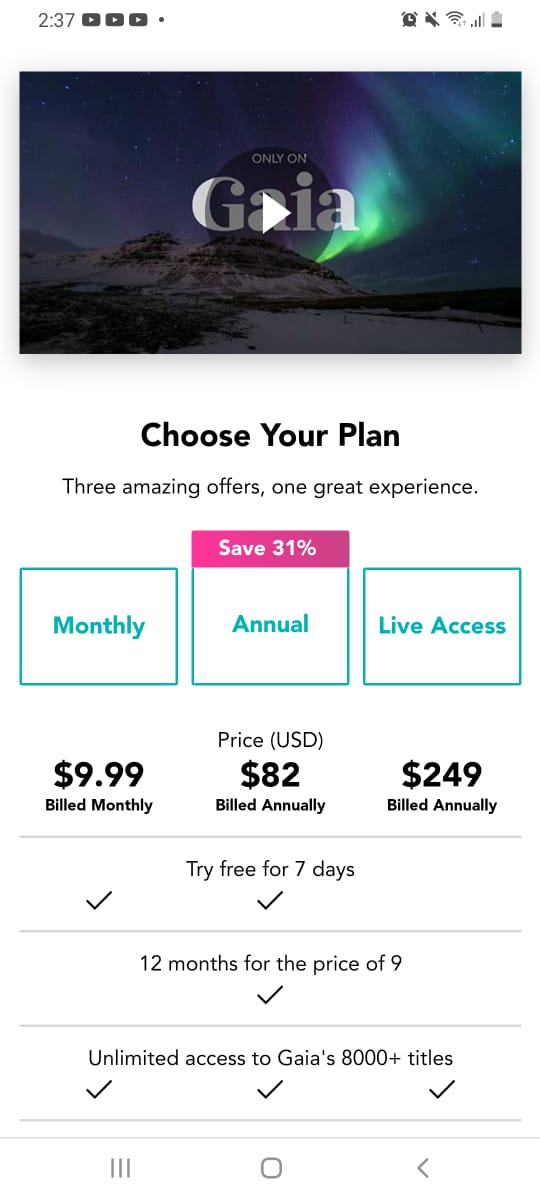 2:37
ONLY ON
Gaia
Choose Your Plan
Three amazing offers, one great experience.
Save 31%
Monthly
Annual
Live Access
Price (USD)
$9.99
$82
$249
Billed Monthly
Billed Annually
Billed Annually
Try free for 7 days
12 months for the price of 9
Unlimited access to Gaia's 8000+ titles